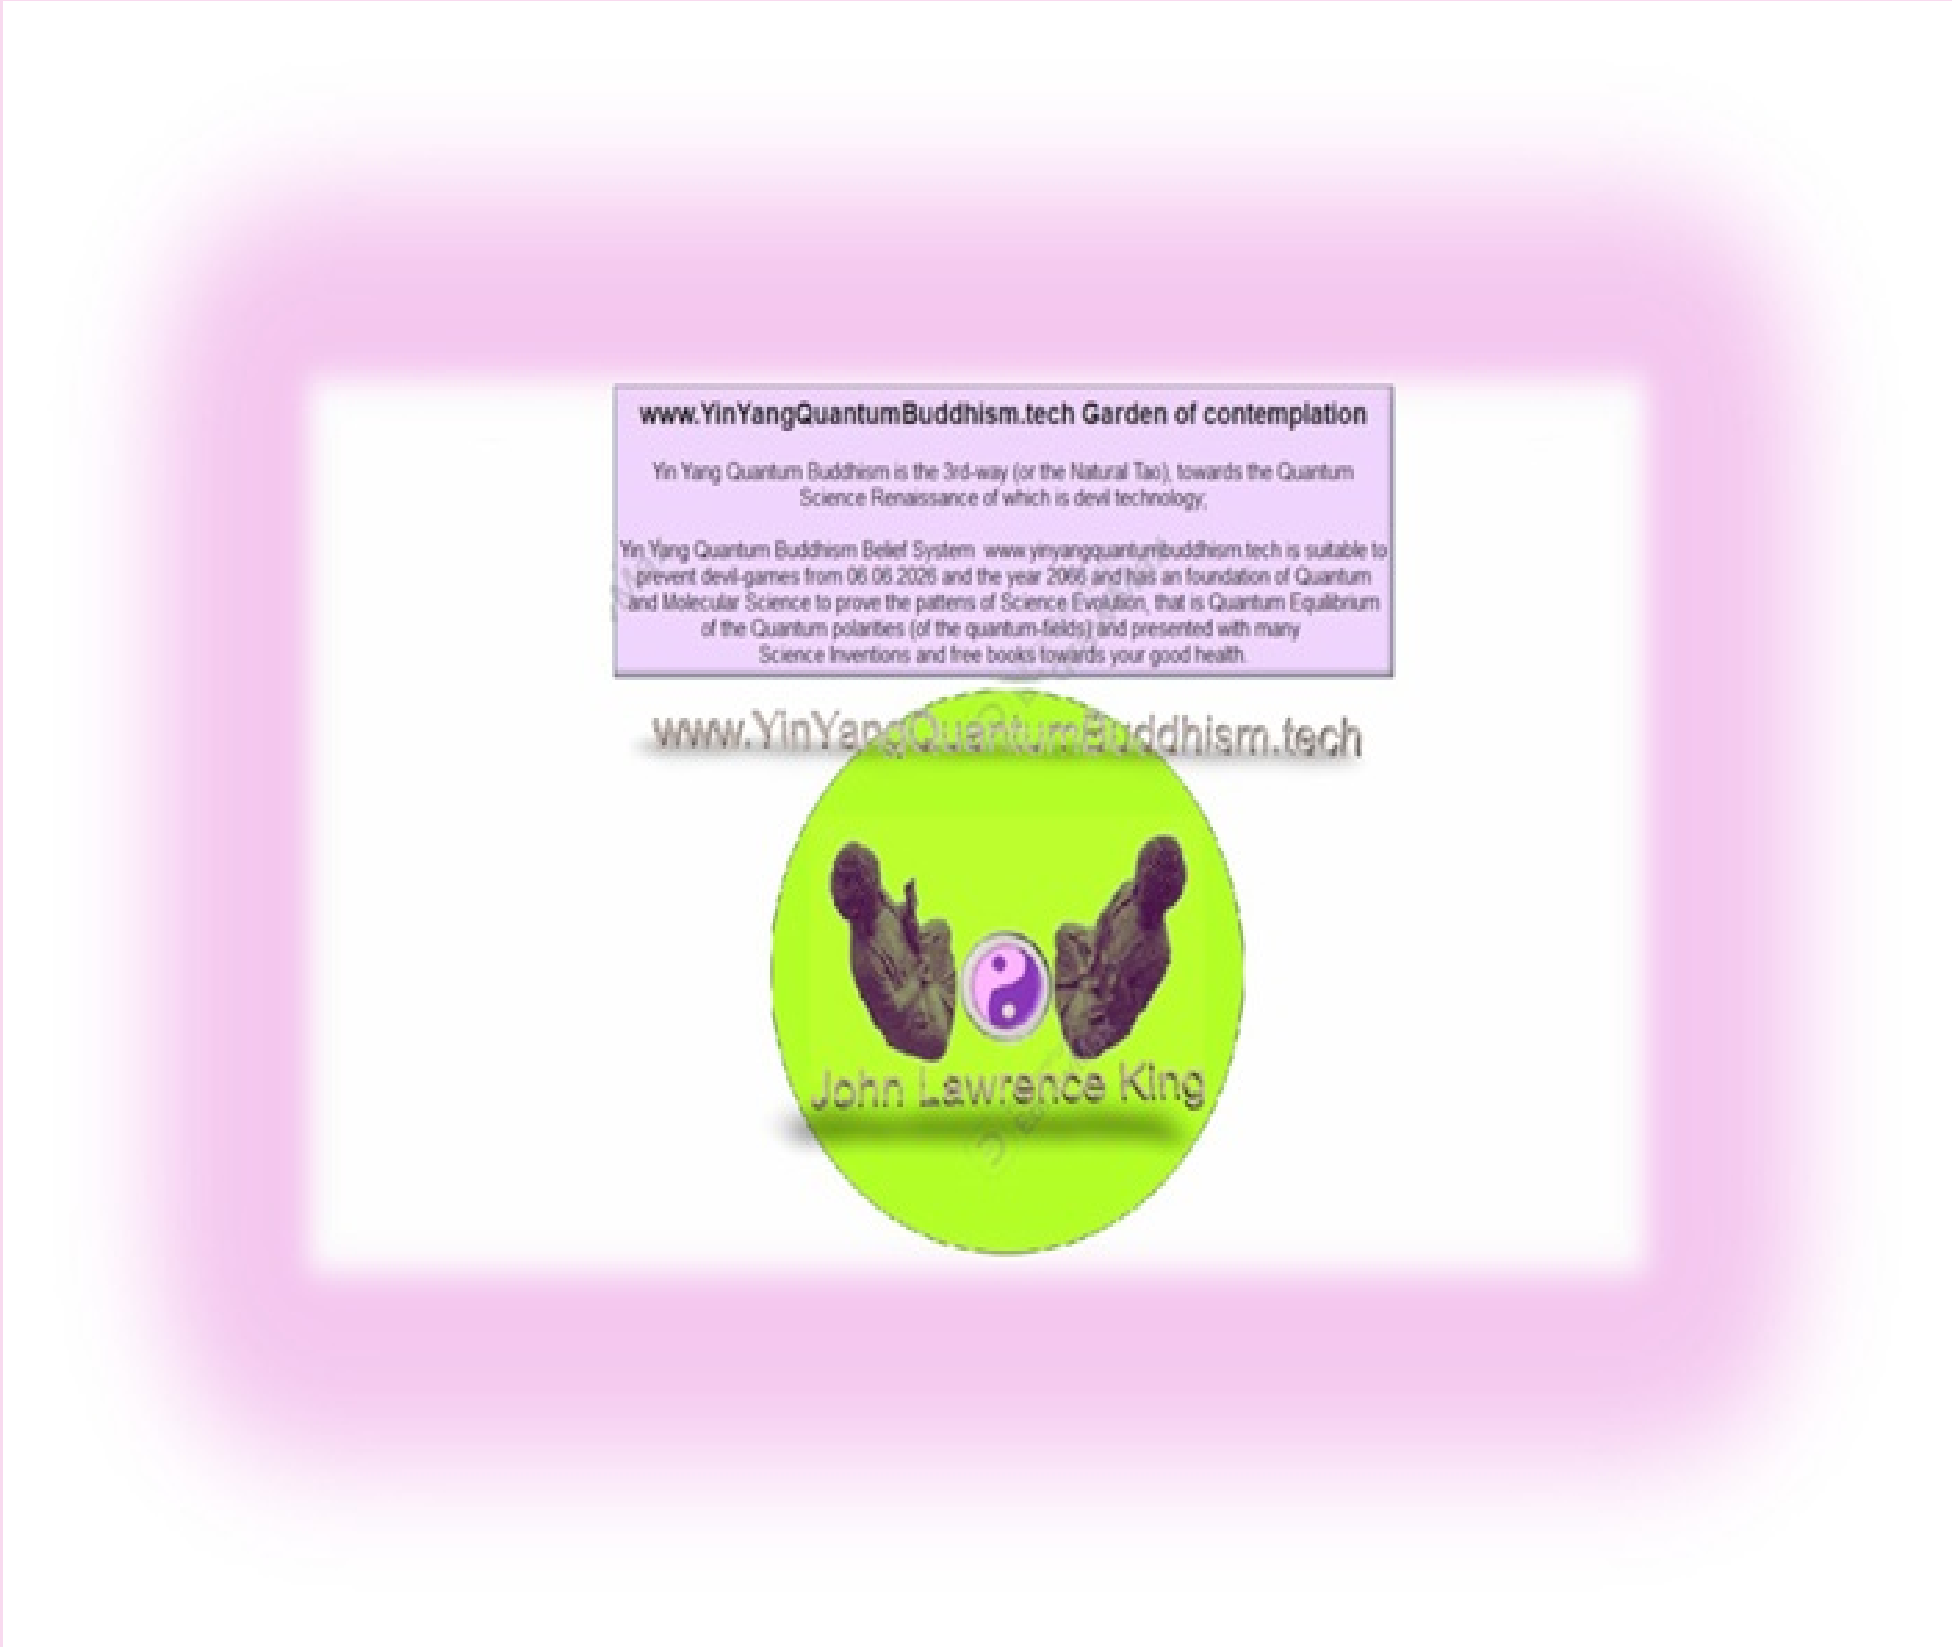 www.YinYangQuantumBuddhism.tech Garden of contemplation
Yin Yang Quantum Buddhism is the 3rd-way (or the Natural Tao), towards the Quantum
Science Renaissance of which is devil technology;
Yin Yang Quantum Buddhism Belief System www.yinyangquantumbuddhism.tech is suitable to
prevent devil-games from 06.06.2026 and the year 2066 and has an foundation of Quantum
and Molecular Science to prove the pattens of Science Evolution, that is Quantum Equilibrium
of the Quantum polarities (of the quantum-fields) and presented with many
Science Inventions and free books towards your good health.
www.YinYangQuantumBuddhism.tech
John Lawrence King